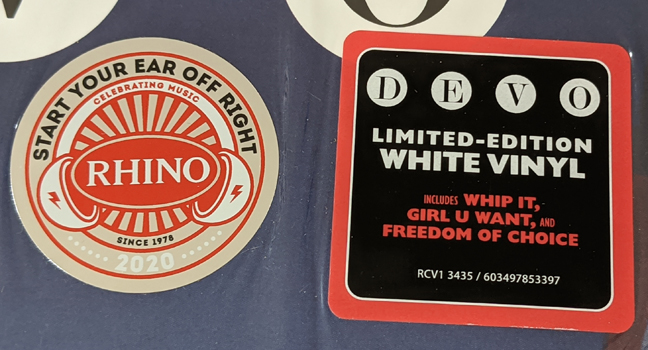 START YOUR EAR OFF RIGHT
CELEBRATING MUSIC
RHINO
SINCE 1978
2020
DEVO
LIMITED-EDITION
WHITE VINYL
INCLUDES WHIP IT,
GIRL U WANT, AND
FREEDOM OF CHOICE
RCV1 3435 / 603497853397